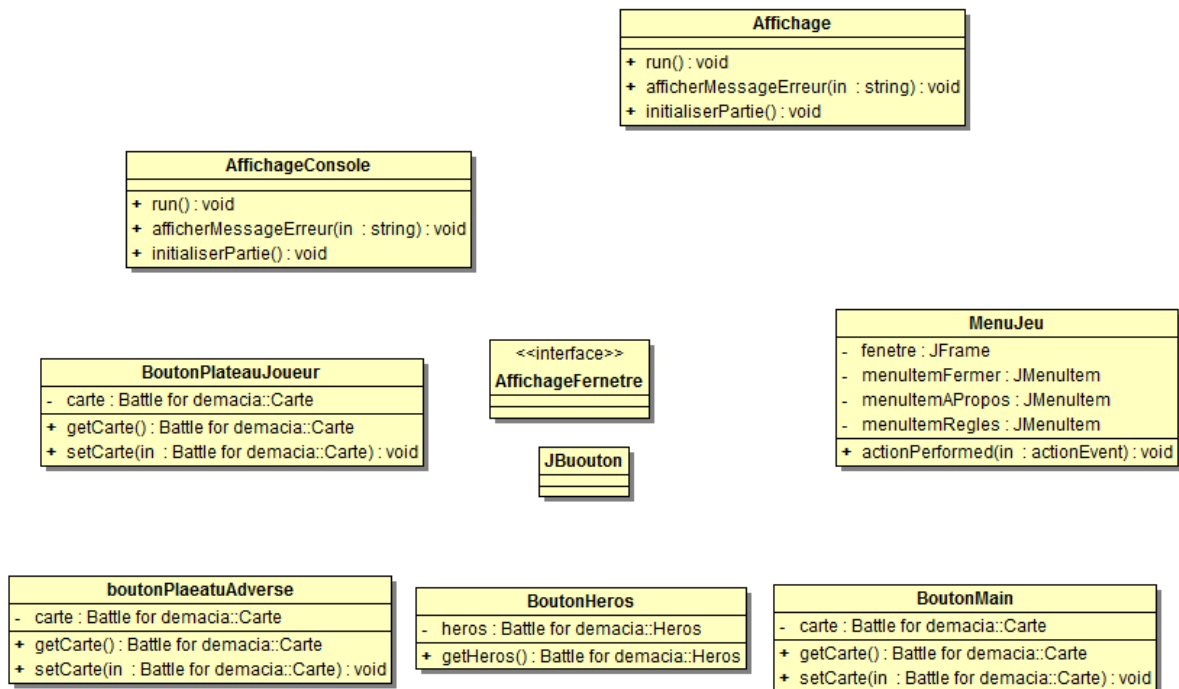 Affichage
+ run() : void
+ afficherMessageErreur(in : string) : void
+ initialiserPartie() : void
AffichageConsole
+ run() : void
+ afficherMessageErreur(in : string) : void
+ initialiserPartie() : void
BoutonPlateauJoueur
- carte : Battle for demacia::Carte
+ getCarte() : Battle for demacia::Carte
+ setCarte(in : Battle for demacia::Carte) : void
<<interface>>
AffichageFernetre
JBuouton
MenuJeu
- fenetre : JFrame
- menuItemFermer : JMenuItem
- menuItemAPropos : JMenuItem
- menuItemRegles : JMenuItem
+ actionPerformed(in : actionEvent) : void
boutonPlaeatuAdverse
- carte : Battle for demacia::Carte
+ getCarte() : Battle for demacia::Carte
+ setCarte(in : Battle for demacia::Carte) : void
BoutonHeros
- heros : Battle for demacia::Heros
+ getHeros() : Battle for demacia::Heros
BoutonMain
- carte : Battle for demacia::Carte
+ getCarte() : Battle for demacia::Carte
+ setCarte(in : Battle for demacia::Carte) : void